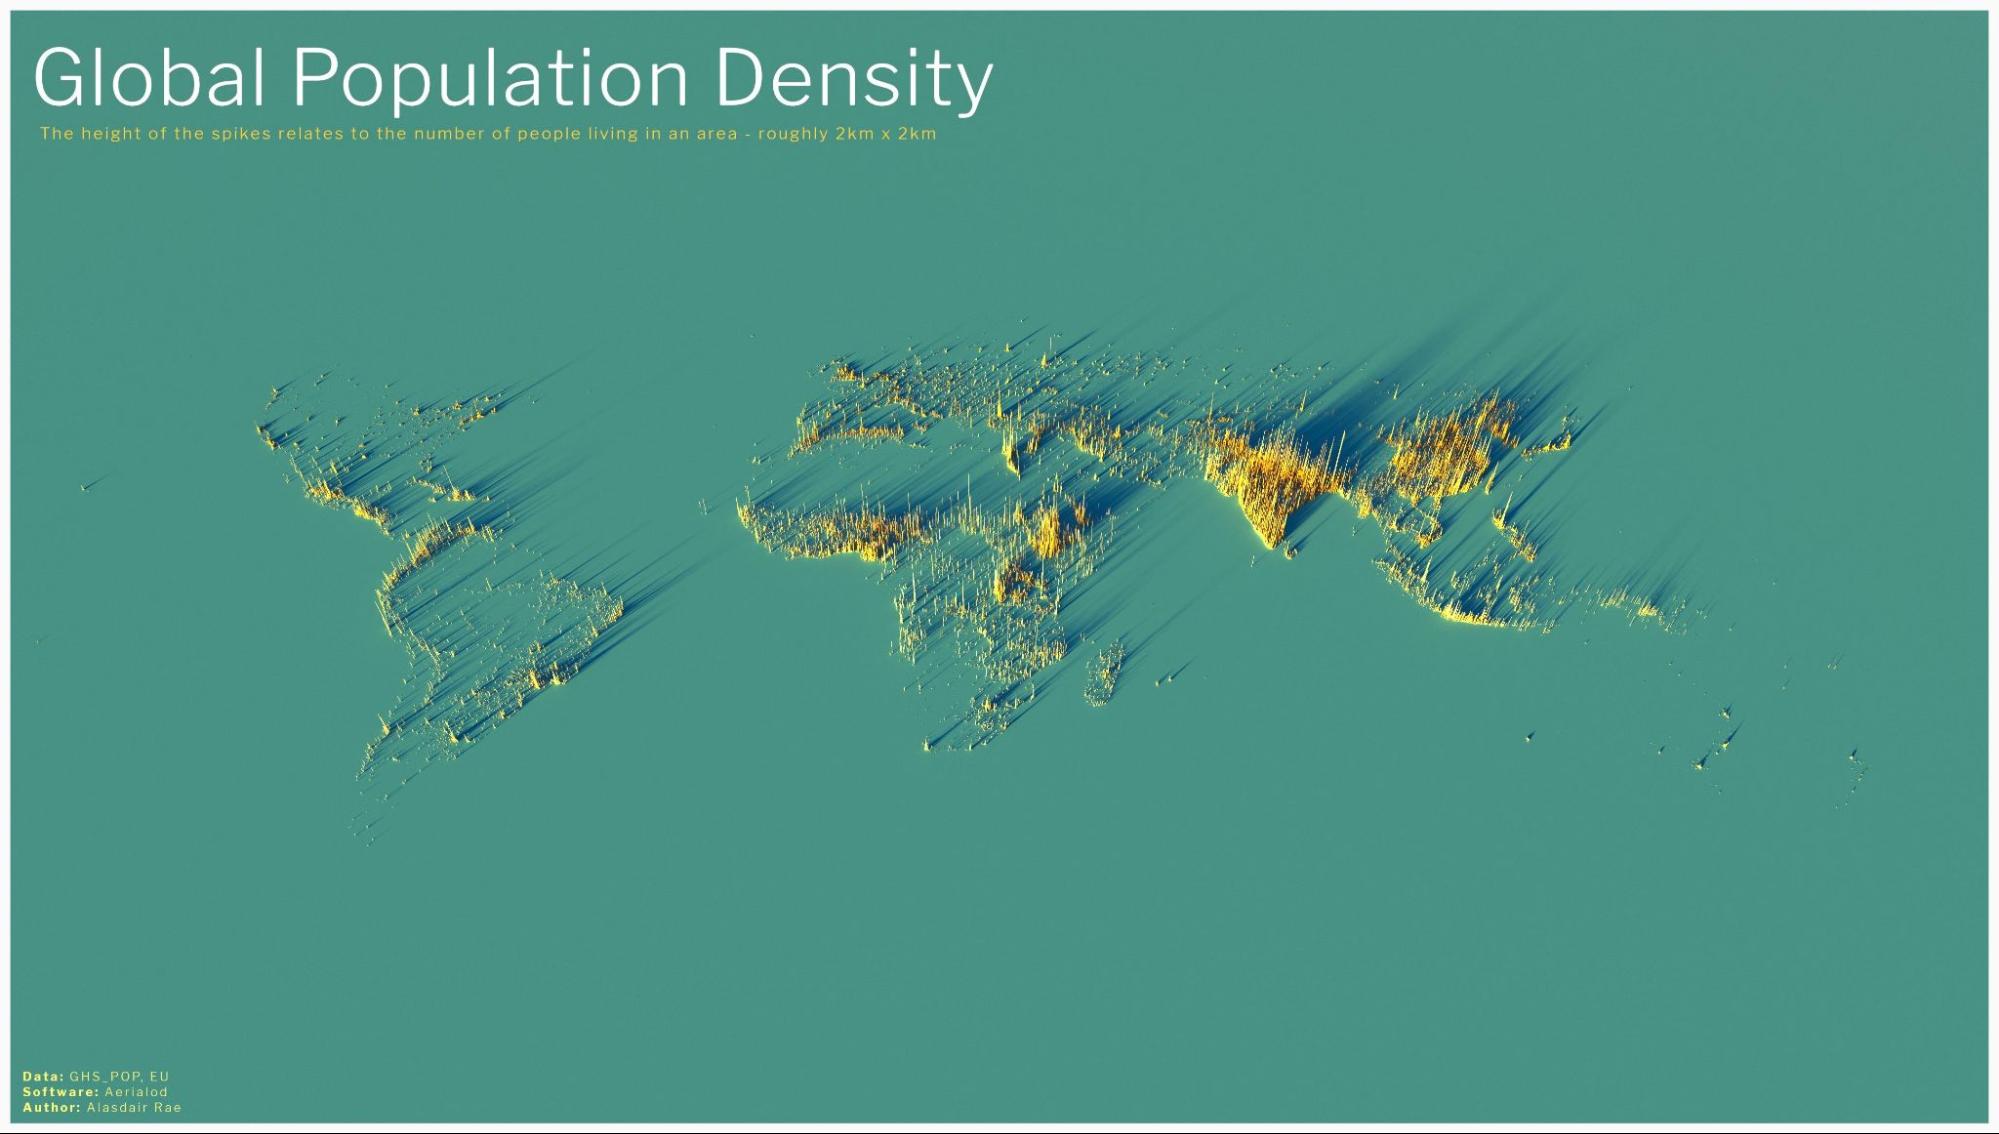 Global Population Density
The height of the spikes relates to the number of people living in an area - roughly 2km x 2km
Data: GHS_POP, EU
Software: Aerialod
Author: Alasdair Rae